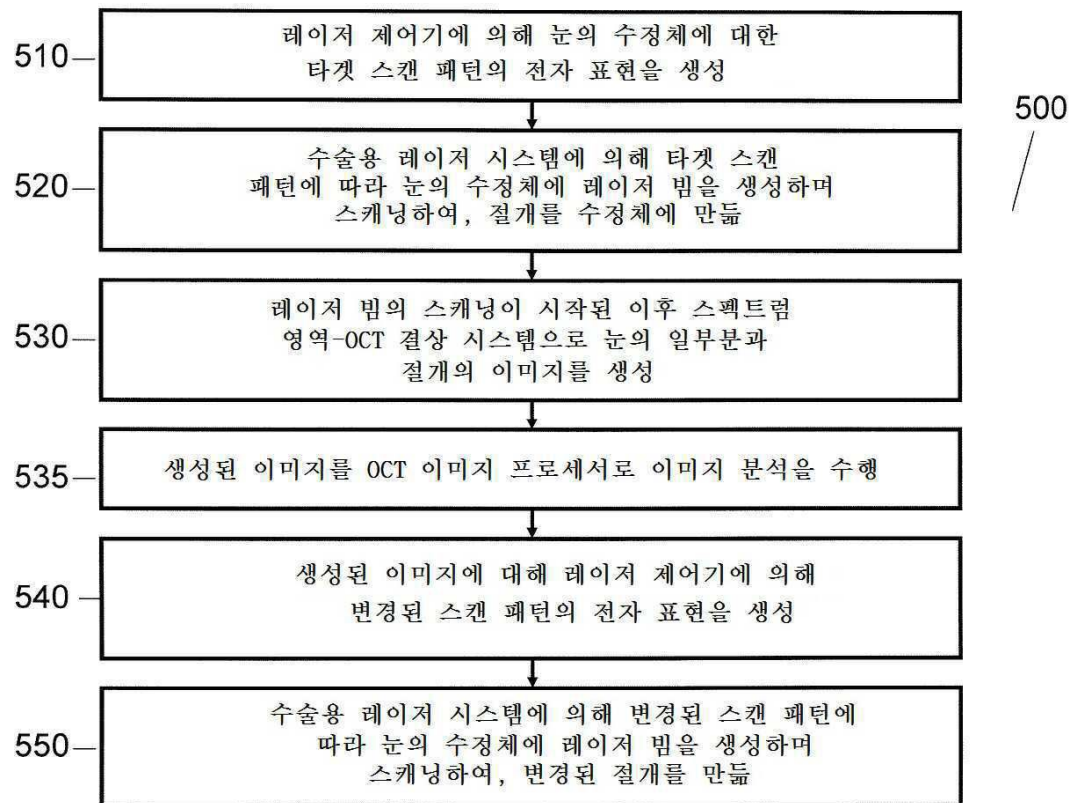 510
레이저 제어기에 의해 눈의 수정체에 대한
타겟 스캔 패턴의 전자 표현을 생성
500
520
수술용 레이저 시스템에 의해 타겟 스캔
패턴에 따라 눈의 수정체에 레이저 빔을 생성하며
스캐닝하여, 절개를 수정체에 만듦
530
레이저 빔의 스캐닝이 시작된 이후 스펙트럼
영역-OCT 결상 시스템으로 눈의 일부분과
절개의 이미지를 생성
535
생성된 이미지를 OCT 이미지 프로세서로 이미지 분석을 수행
540
생성된 이미지에 대해 레이저 제어기에 의해
변경된 스캔 패턴의 전자 표현을 생성
550
수술용 레이저 시스템에 의해 변경된 스캔 패턴에
따라 눈의 수정체에 레이저 빔을 생성하며
스캐닝하여, 변경된 절개를 만듦